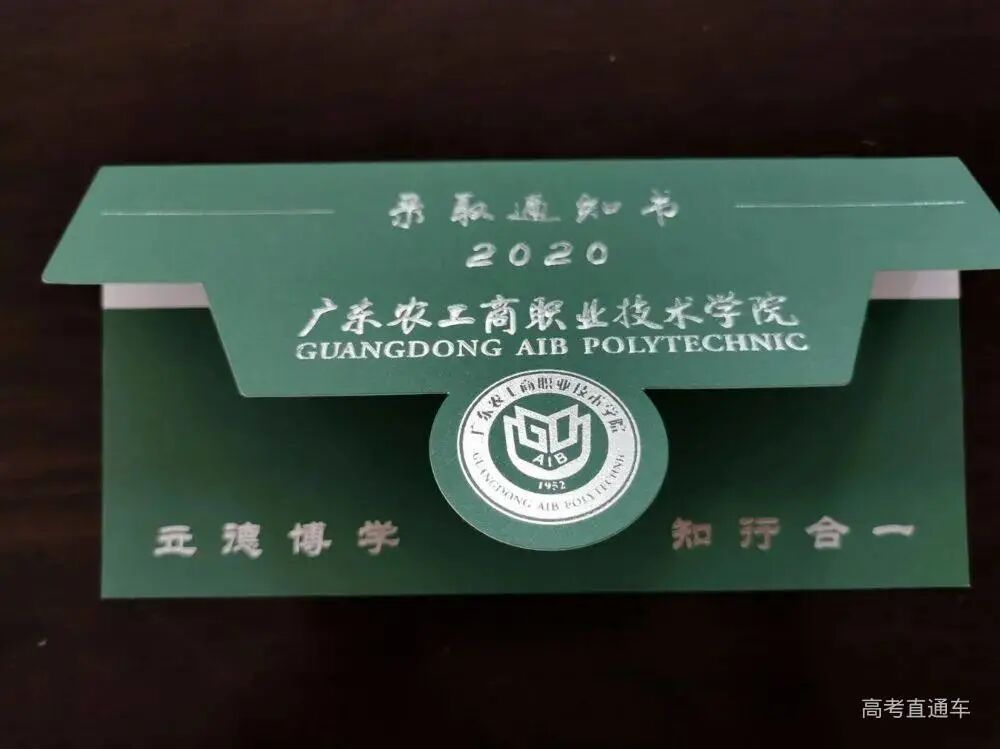 录取通知书
2020
广东农工商职业技术学院
GUANGDONG AIB POLYTECHNIC
广东农工商职业技术学院
GO
AIB
1952
GUANGDONG AIB POLYTECHNIC
立德博学 知行合一
高考直通车